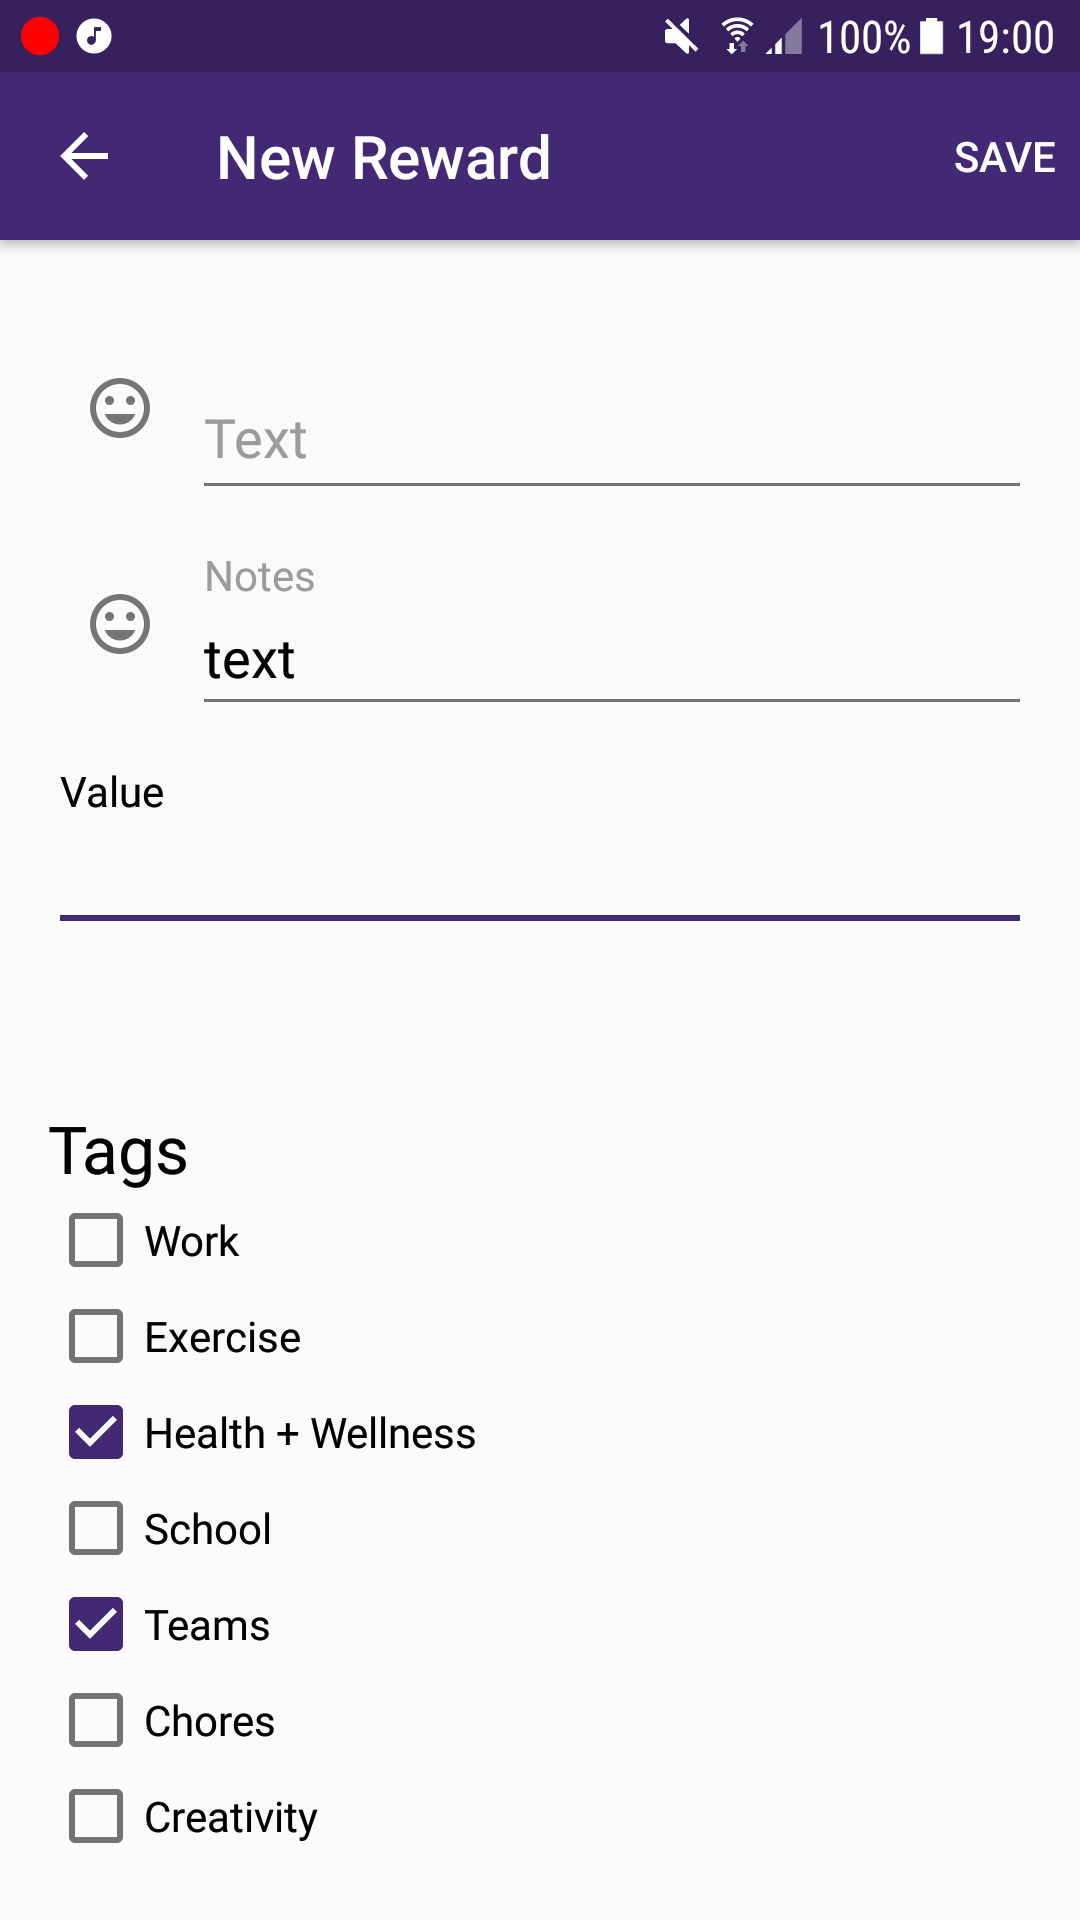 100% 19:00
New Reward SAVE
Text
Notes
text
Value
Tags
Work
Exercise
Health + Wellness
School
Teams
Chores
Creativity